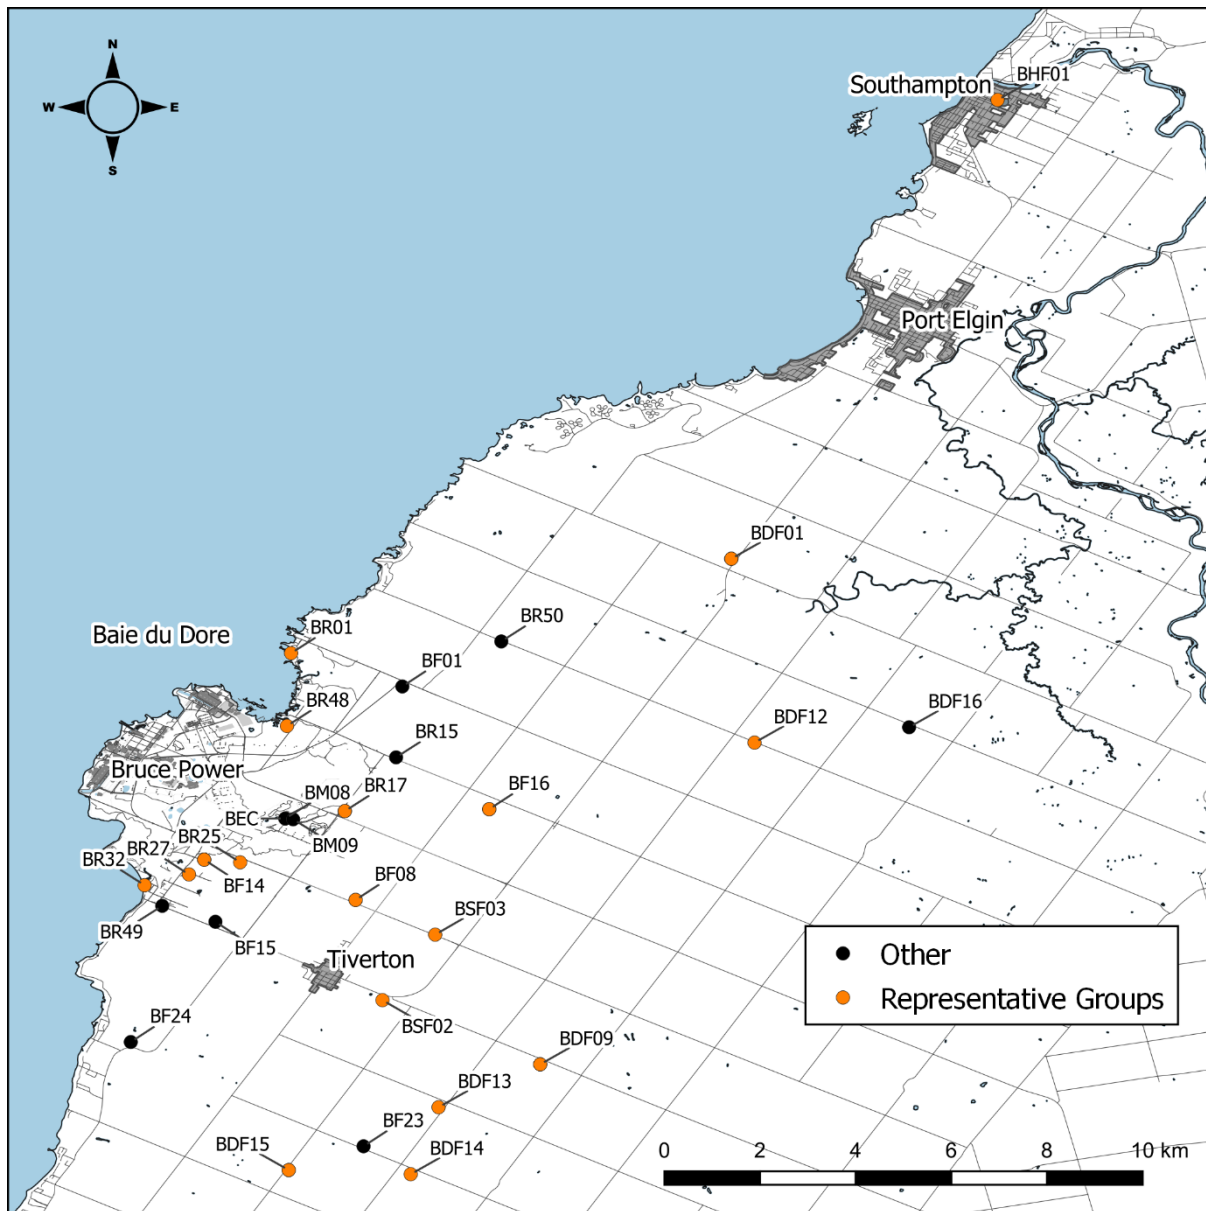 N
W E
S
Southampton
BHF01
Port Elgin
BDF01
BR50
Baie du Dore
BR01
BF01
BR48
BDF16
BDF12
BR15
Bruce Power
BM08
BR17
BF16
BEC
BM09
BR25
BR27
BR32
BF14
BF08
BSF03
BR49
BF15
Tiverton
Other
Representative Groups
BSF02
BF24
BDF09
BDF13
BF23
BDF15
BDF14
0 2 4 6 8 10 km